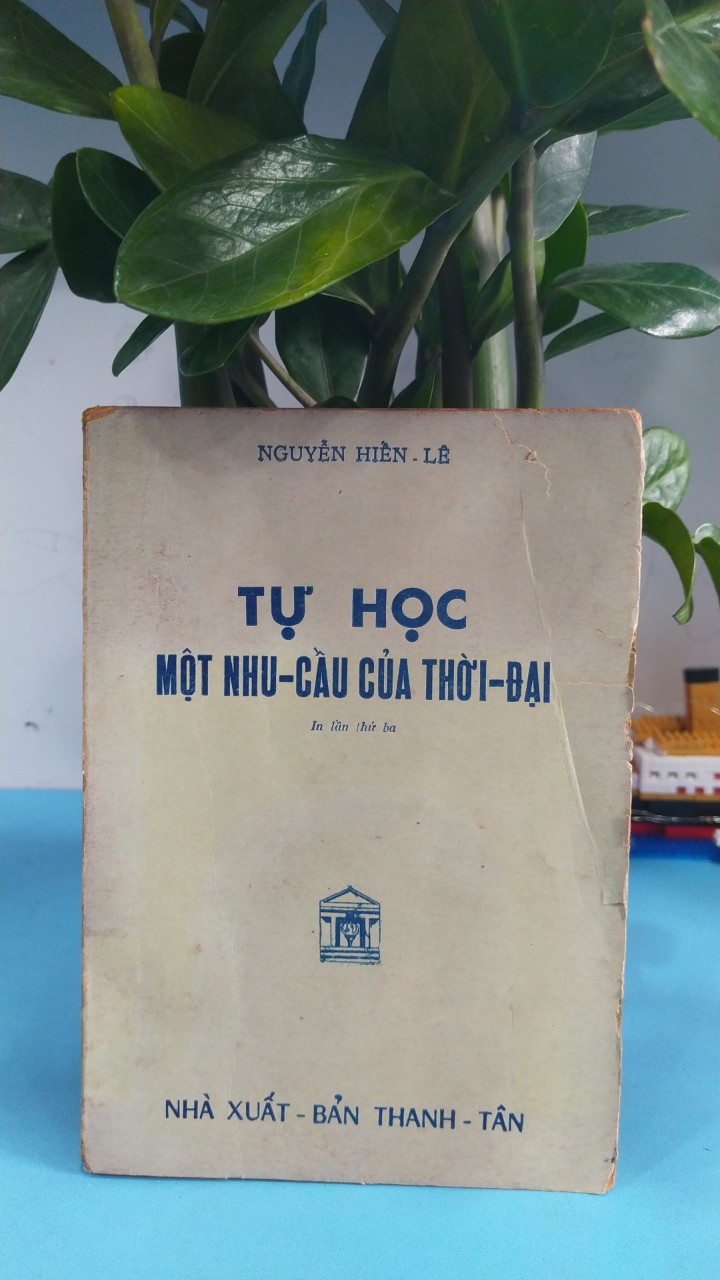 NGUYỄN HIẾN - LÊ
TỰ HỌC
MỘT NHU-CẦU CỦA THỜI-ĐẠI
In lần thứ ba
NHÀ XUẤT - BẢN THANH - TÂN